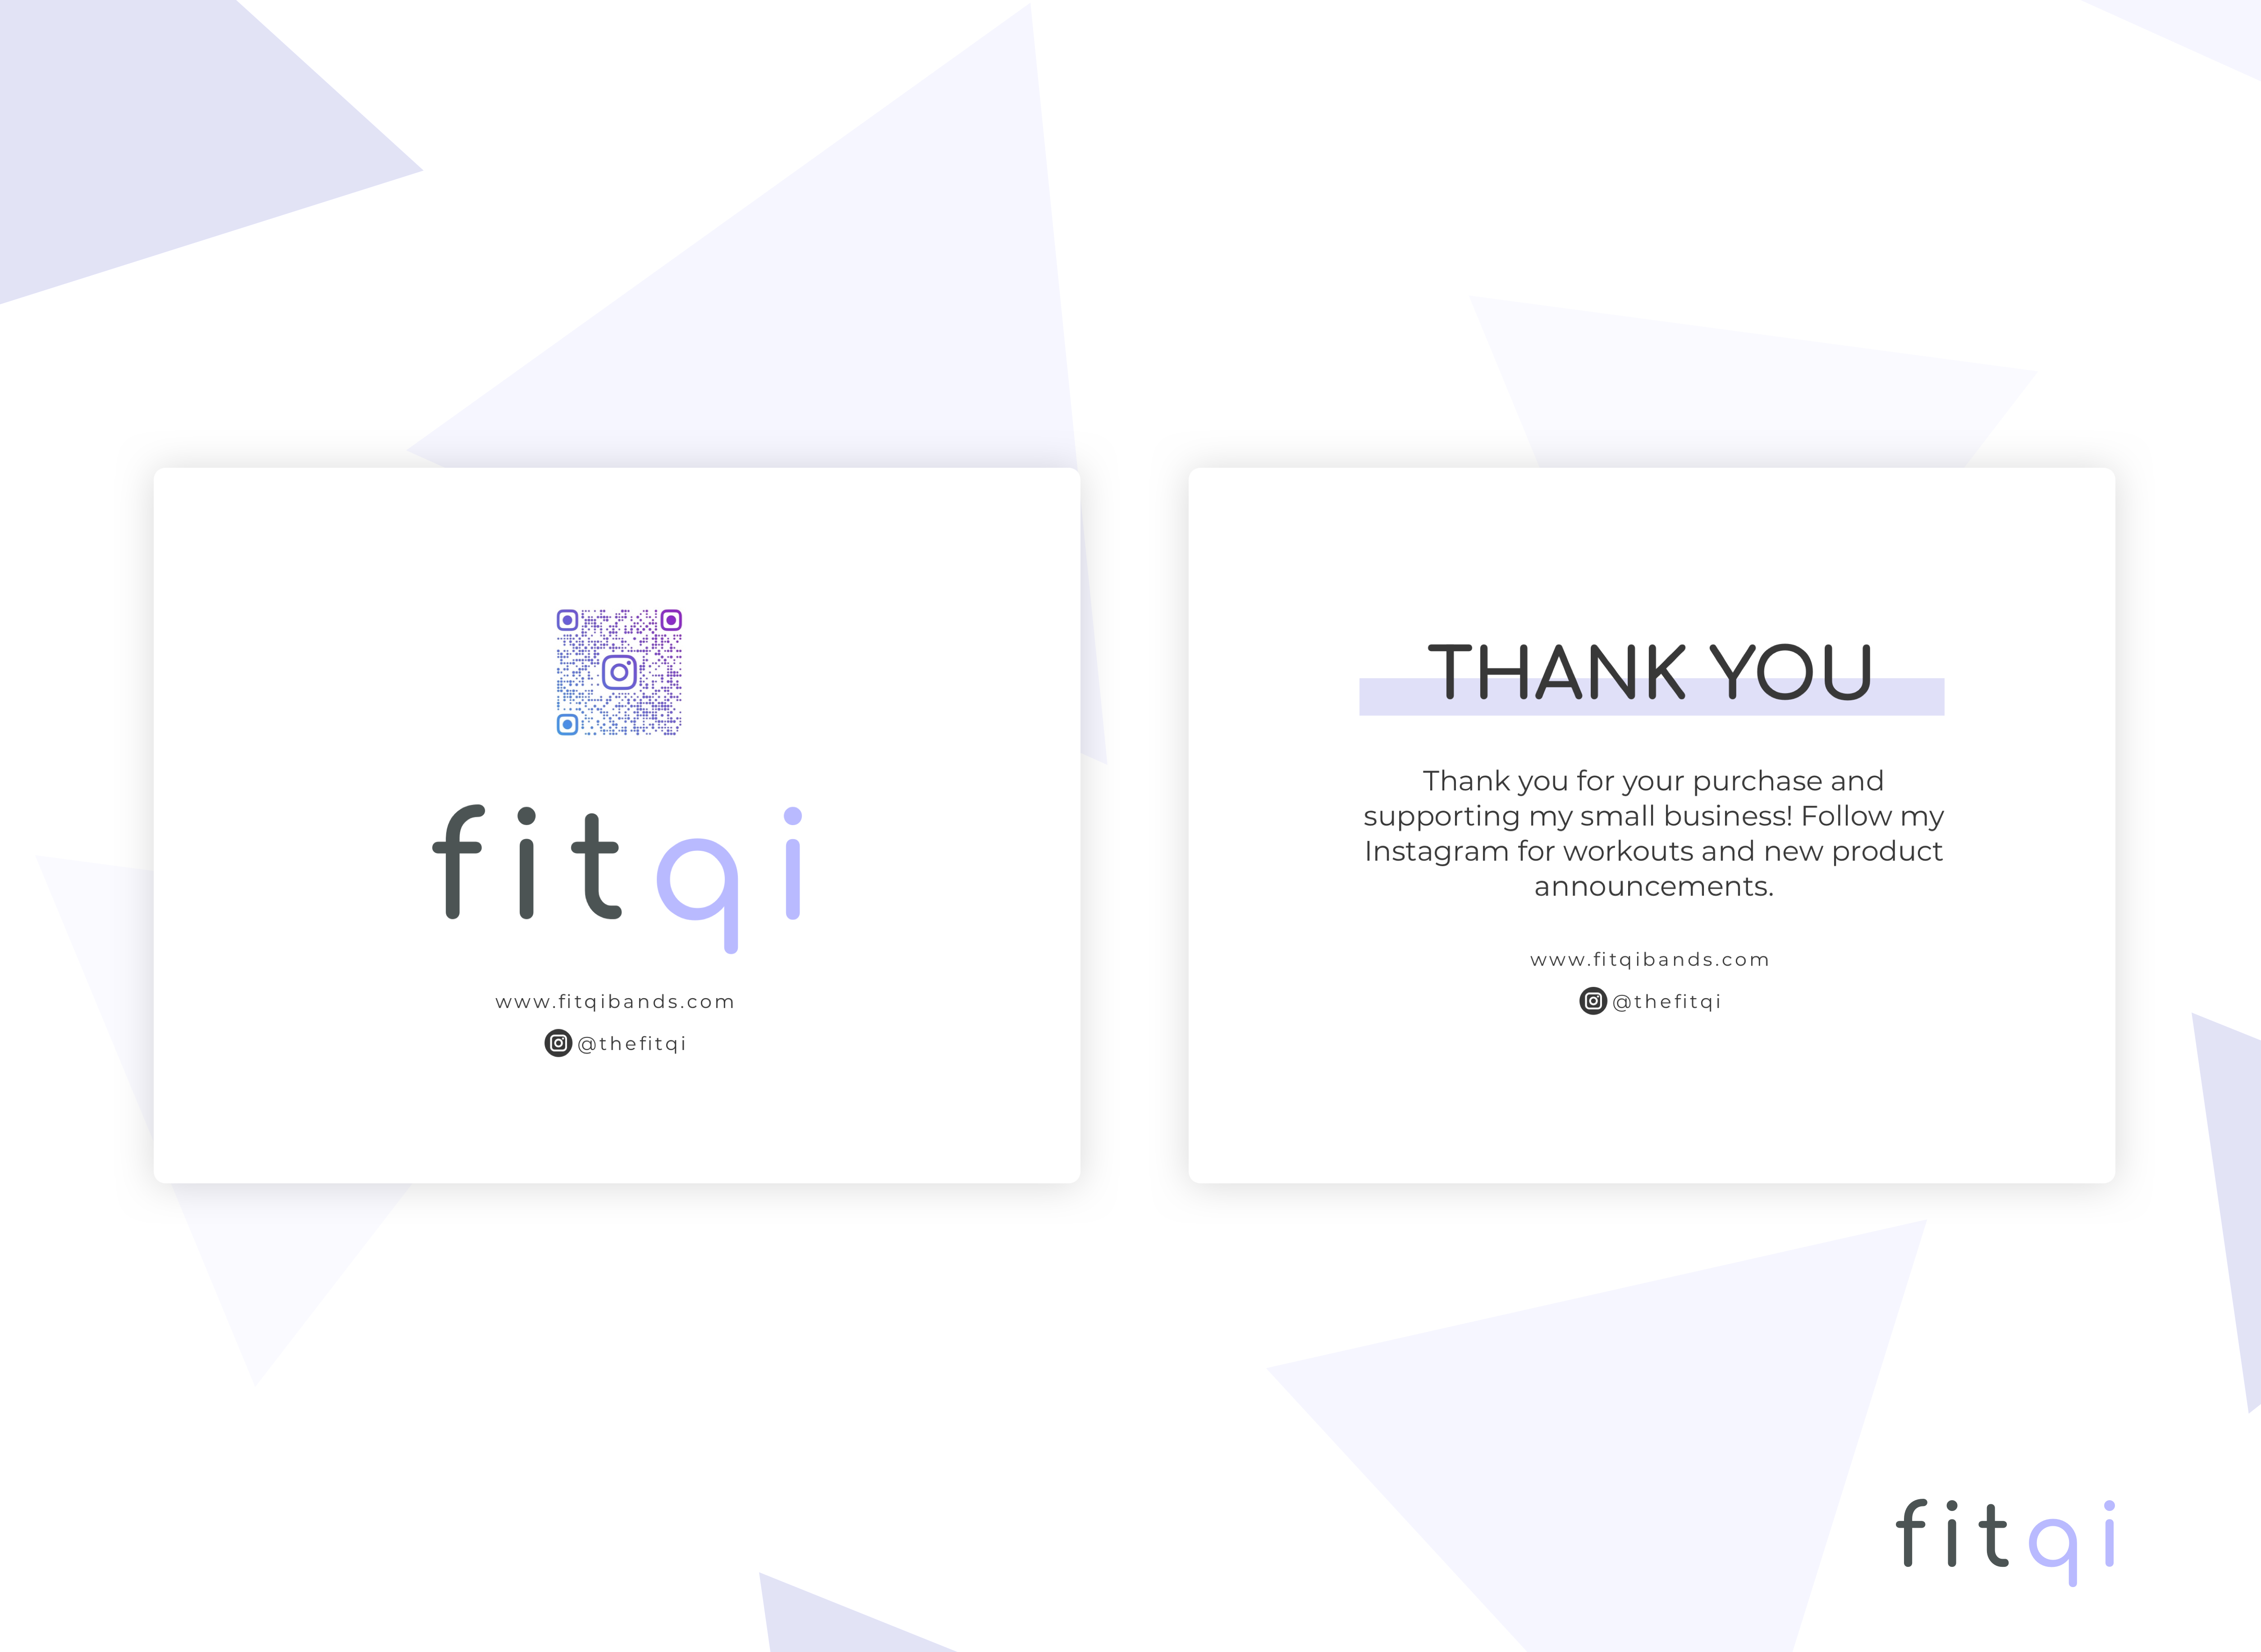 fitqi
www.fitqibands.com
@thefitqi
THANK YOU
Thank you for your purchase and
supporting my small business! Follow my
Instagram for workouts and new product
announcements.
www.fitqibands.com
@thefitqi
fitqi